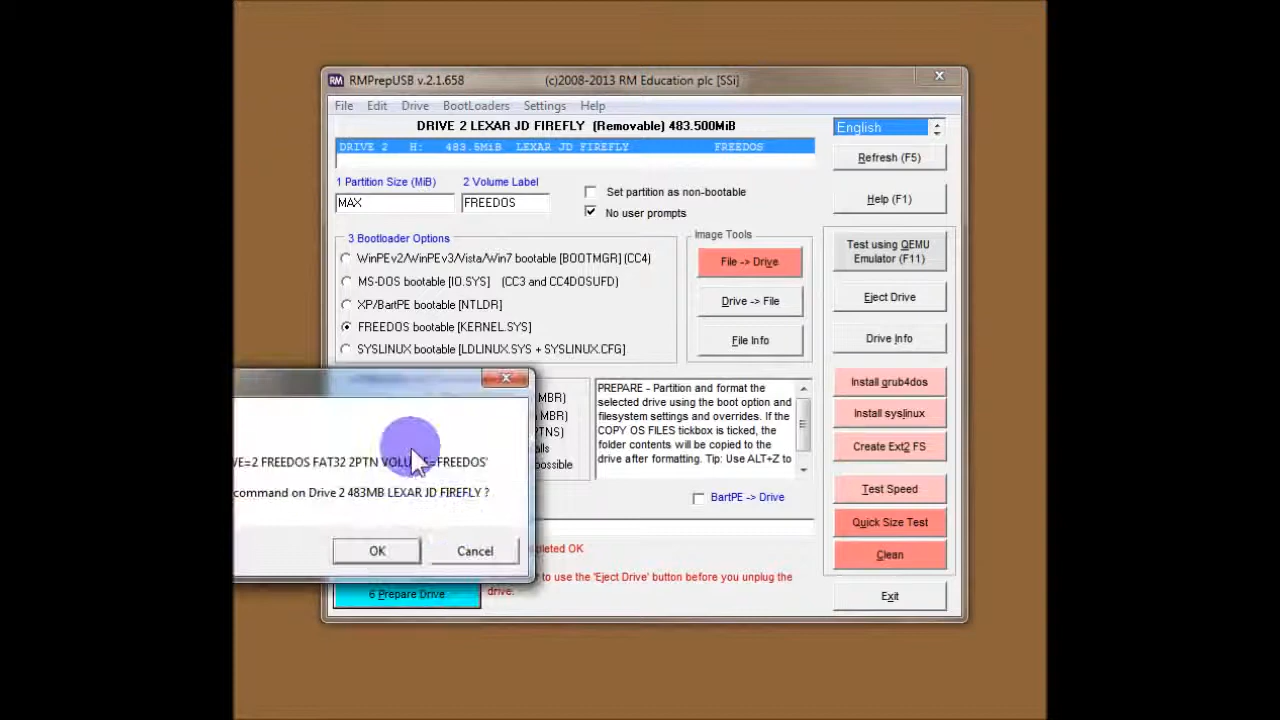 RM RMPrepUSB v.2.1.658 (c)2008-2013 RM Education plc [SSi]
File Edit Drive BootLoaders Settings Help
DRIVE 2 LEXAR JD FIREFLY (Removable) 483.500MiB
English
DRIVE 2 H: 483.5MiB LEXAR JD FIREFLY FREEDOS
Refresh (F5)
1 Partition Size (MiB) 2 Volume Label
Set partition as non-bootable
MAX FREEDOS
No user prompts
Help (F1)
3 Bootloader Options
Image Tools
WinPEv2/WinPEv3/Vista/Win7 bootable [BOOTMGR] (CC4)
MS-DOS bootable [IO.SYS] (CC3 and CC4DOSUFD)
XP/BartPE bootable [NTLDR]
FREEDOS bootable [KERNEL.SYS]
SYSLINUX bootable [LDLINUX.SYS + SYSLINUX.CFG]
File -> Drive
Drive -> File
File Info
Test using QEMU
Emulator (F11)
Eject Drive
Drive Info
Install grub4dos
Install syslinux
Create Ext2 FS
Test Speed
Quick Size Test
Clean
Exit
MBR)
MBR)
PTNS)
alls
possible
PREPARE - Partition and format the
selected drive using the boot option and
filesystem settings and overrides. If the
COPY OS FILES tickbox is ticked, the
folder contents will be copied to the
drive after formatting. Tip: Use ALT+Z to
BartPE -> Drive
VE=2 FREEDOS FAT32 2PTN VOLU =FREEDOS'
command on Drive 2 483MB LEXAR JD FIREFLY ?
OK Cancel
pleted OK
to use the 'Eject Drive' button before you unplug the
drive.
6 Prepare Drive